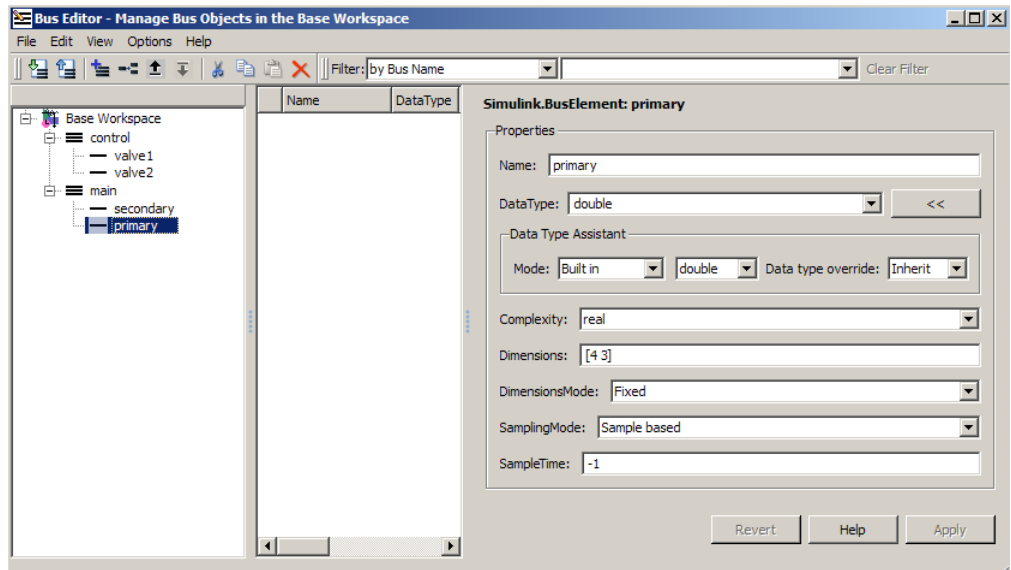 Bus Editor - Manage Bus Objects in the Base Workspace
File Edit View Options Help
Filter: by Bus Name Clear Filter
Name DataType
Base Workspace
control
valve1
valve2
main
secondary
primary
Simulink.BusElement: primary
Properties
Name: primary
DataType: double <<
Data Type Assistant
Mode: Built in double Data type override: Inherit
Complexity: real
Dimensions: [4 3]
DimensionsMode: Fixed
SamplingMode: Sample based
SampleTime: -1
Revert Help Apply